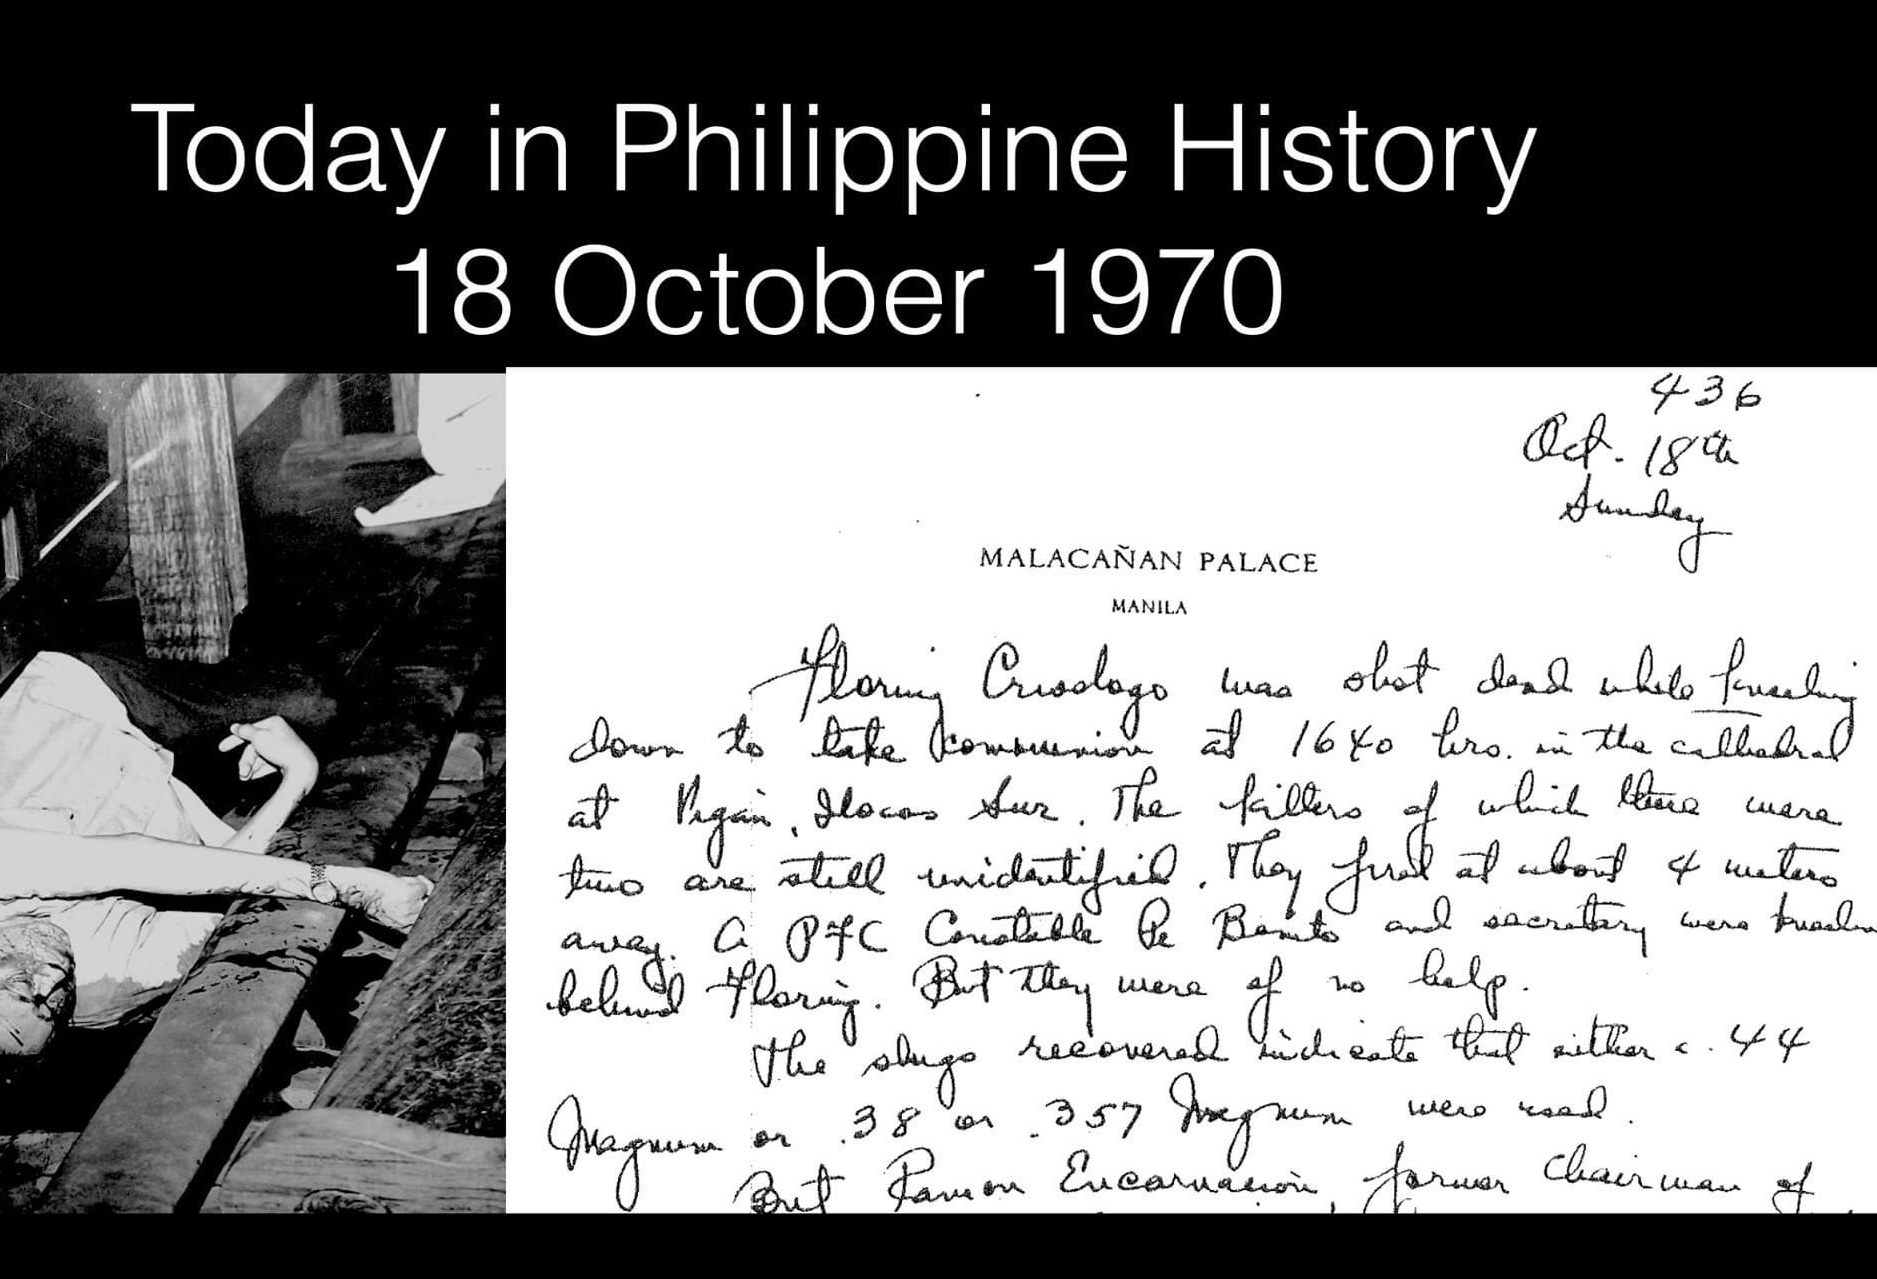 Today in Philippine History
18 October 1970
436
Oct. 18th
Sunday
MALACAÑAN PALACE
MANILA
Floring Crisologo was shot dead while kneeling
down to take communion at 1640 hrs. in the cathedral
at Vigan, Ilocos Sur. The killers of which there were
two are still unidentified. They fired at about 4 meters
away. A PFC Constable de Benito and secretary were
behind Floring. But they were of no help.
The slugs recovered indicate that either a .44
Magnum or .38 or .357 Magnum were used.
But Ramon Encarnacion, former Chairman of